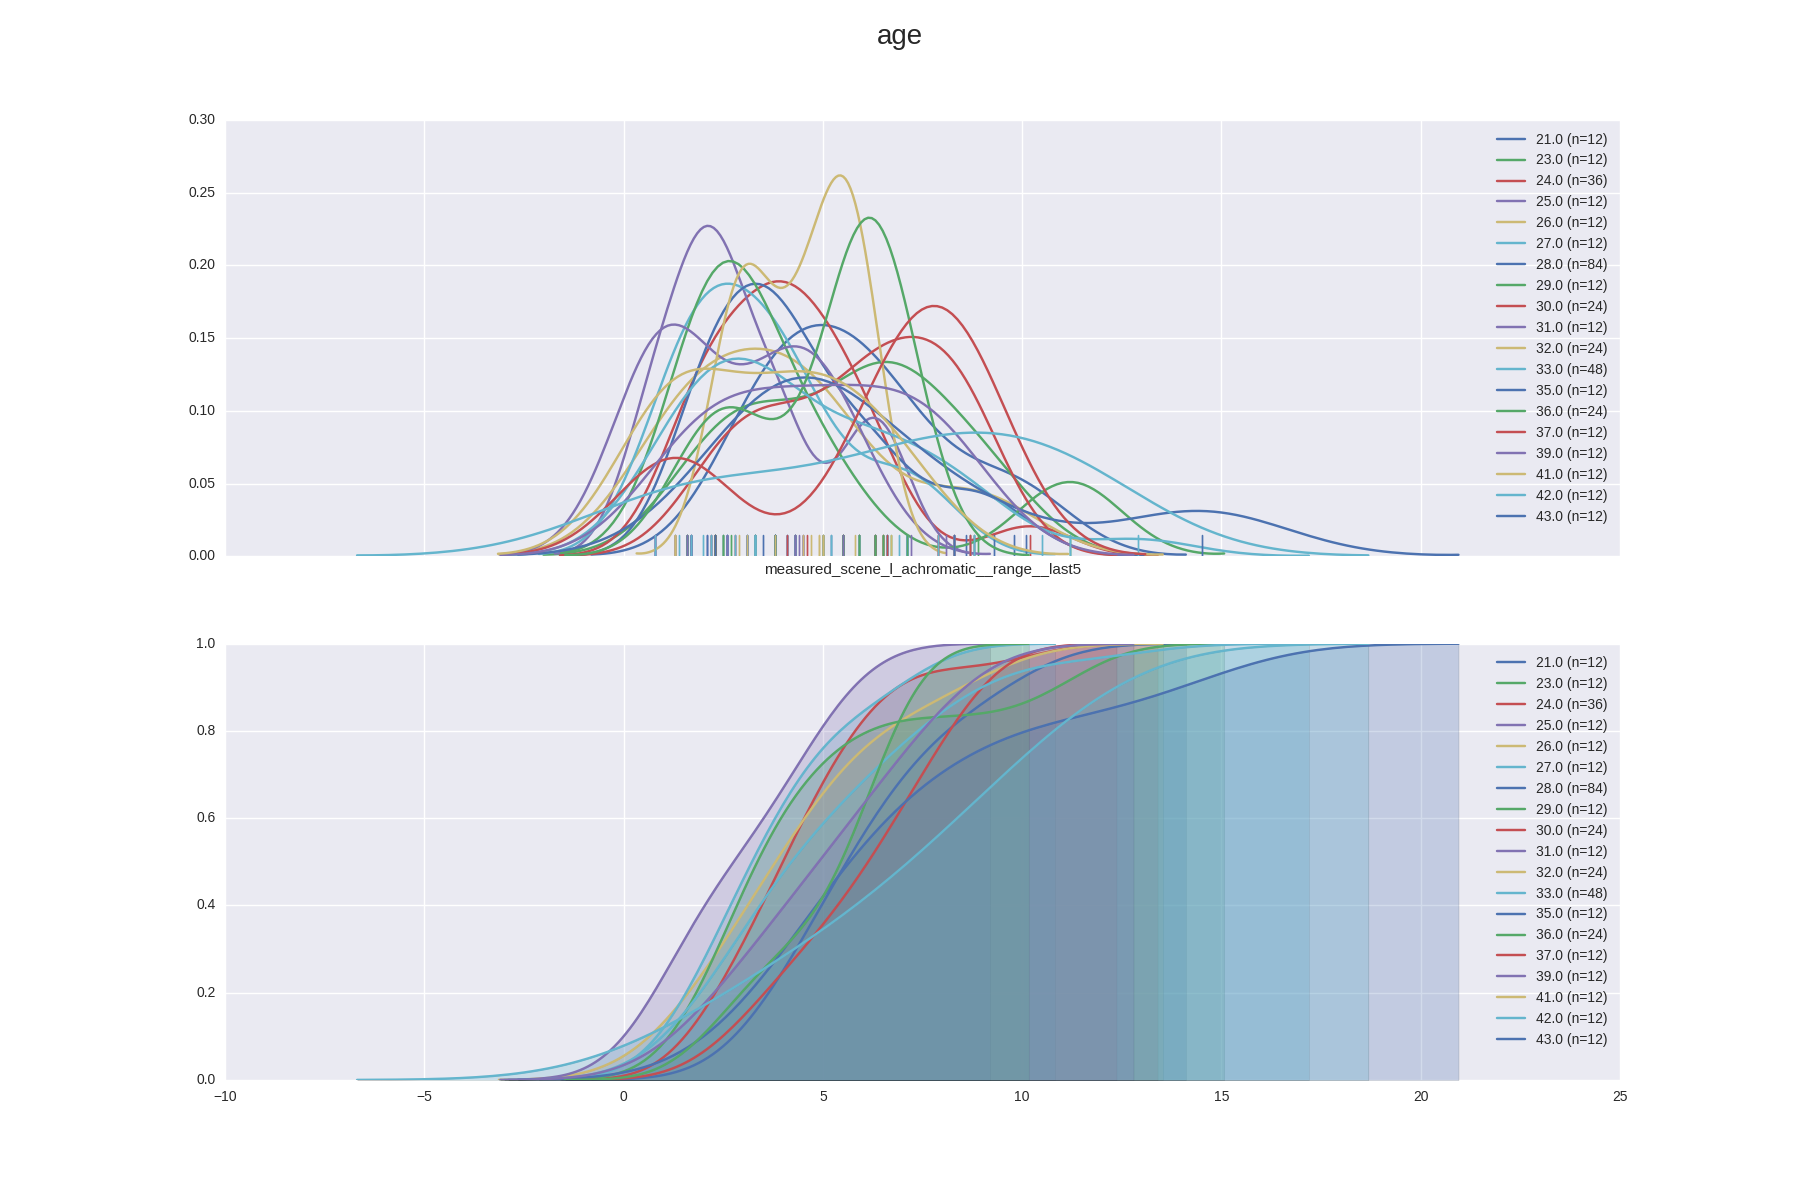 age
0.30
0.25
0.20
0.15
0.10
0.05
0.00
21.0 (n=12)
23.0 (n=12)
24.0 (n=36)
25.0 (n=12)
26.0 (n=12)
27.0 (n=12)
28.0 (n=84)
29.0 (n=12)
30.0 (n=24)
31.0 (n=12)
32.0 (n=24)
33.0 (n=48)
35.0 (n=12)
36.0 (n=24)
37.0 (n=12)
39.0 (n=12)
41.0 (n=12)
42.0 (n=12)
43.0 (n=12)
measured_scene_l_achromatic__range__last5
1.0
0.8
0.6
0.4
0.2
0.0
21.0 (n=12)
23.0 (n=12)
24.0 (n=36)
25.0 (n=12)
26.0 (n=12)
27.0 (n=12)
28.0 (n=84)
29.0 (n=12)
30.0 (n=24)
31.0 (n=12)
32.0 (n=24)
33.0 (n=48)
35.0 (n=12)
36.0 (n=24)
37.0 (n=12)
39.0 (n=12)
41.0 (n=12)
42.0 (n=12)
43.0 (n=12)
−10 −5 0 5 10 15 20 25